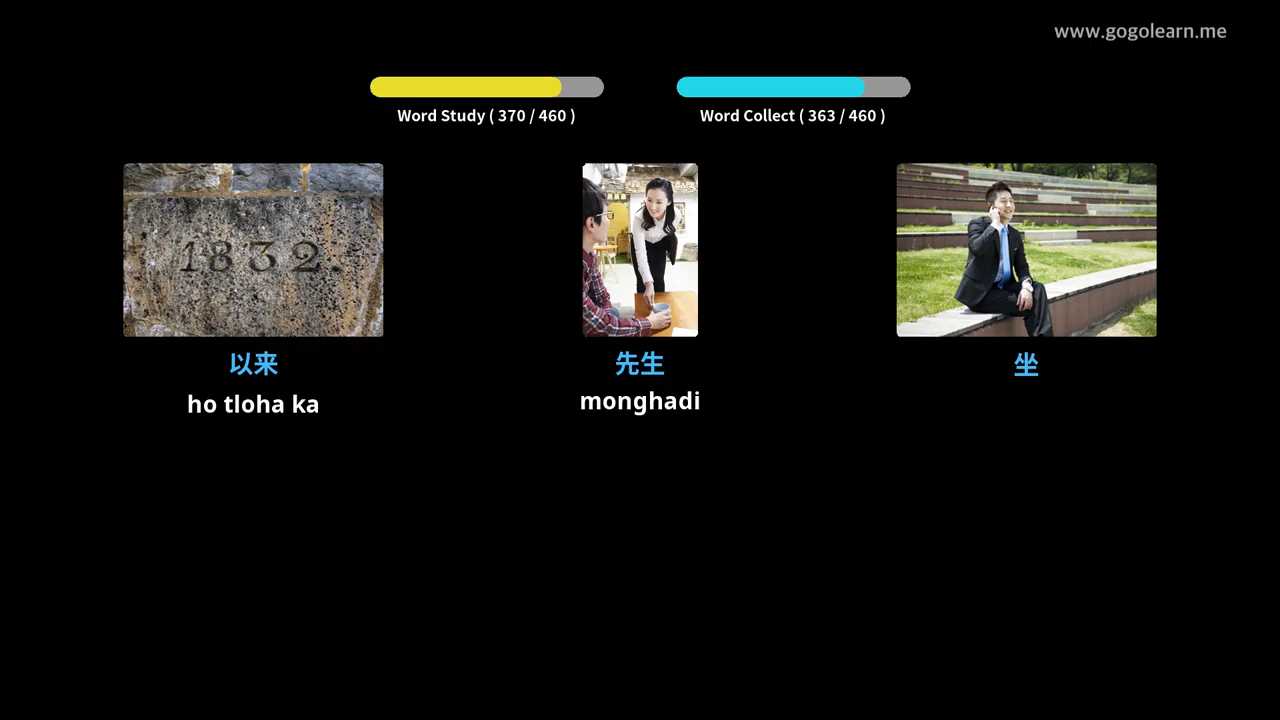 www.gogolearn.me
Word Study ( 370 / 460 )
Word Collect ( 363 / 460 )
1832.
以来
先生
坐
ho tloha ka
monghadi